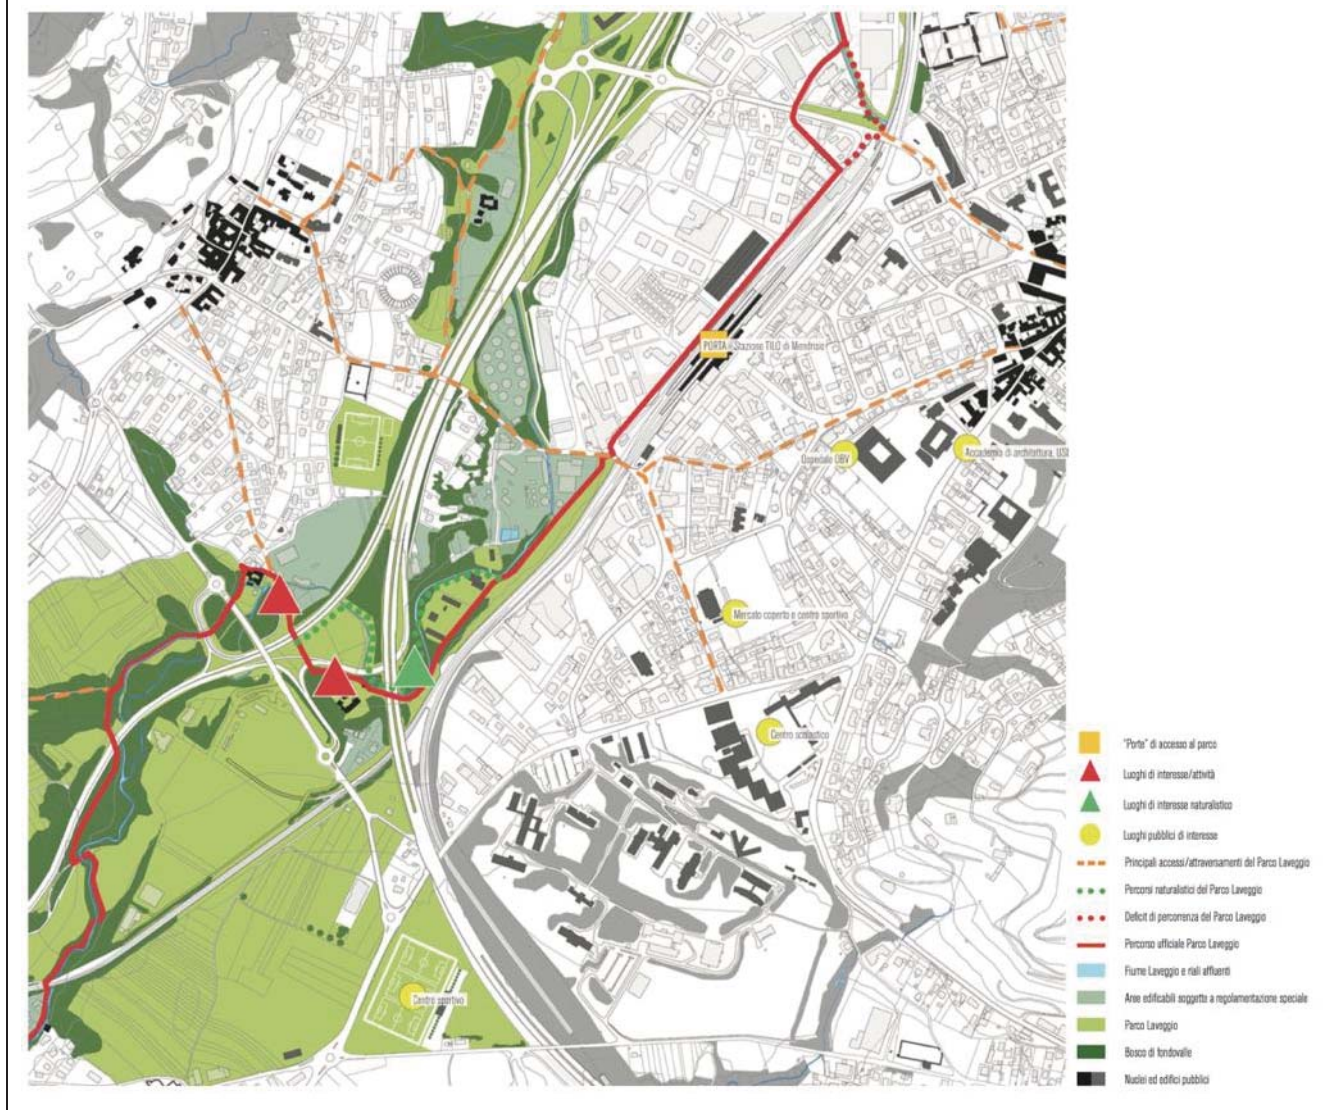 PORTA - Stazione TILO di Mendrisio
Ospedale OBV
Accademia di architettura, USI
Mercato coperto e centro sportivo
Centro scolastico
Centro sportivo
"Porte" di accesso al parco
Luoghi di interesse/attività
Luoghi di interesse naturalistico
Luoghi pubblici di interesse
Principali accessi/attraversamenti del Parco Laveggio
Percorsi naturalistici del Parco Laveggio
Deficit di percorrenza del Parco Laveggio
Percorso ufficiale Parco Laveggio
Fiume Laveggio e riali affluenti
Aree edificabili soggette a regolamentazione speciale
Parco Laveggio
Bosco di fondovalle
Nuclei ed edifici pubblici